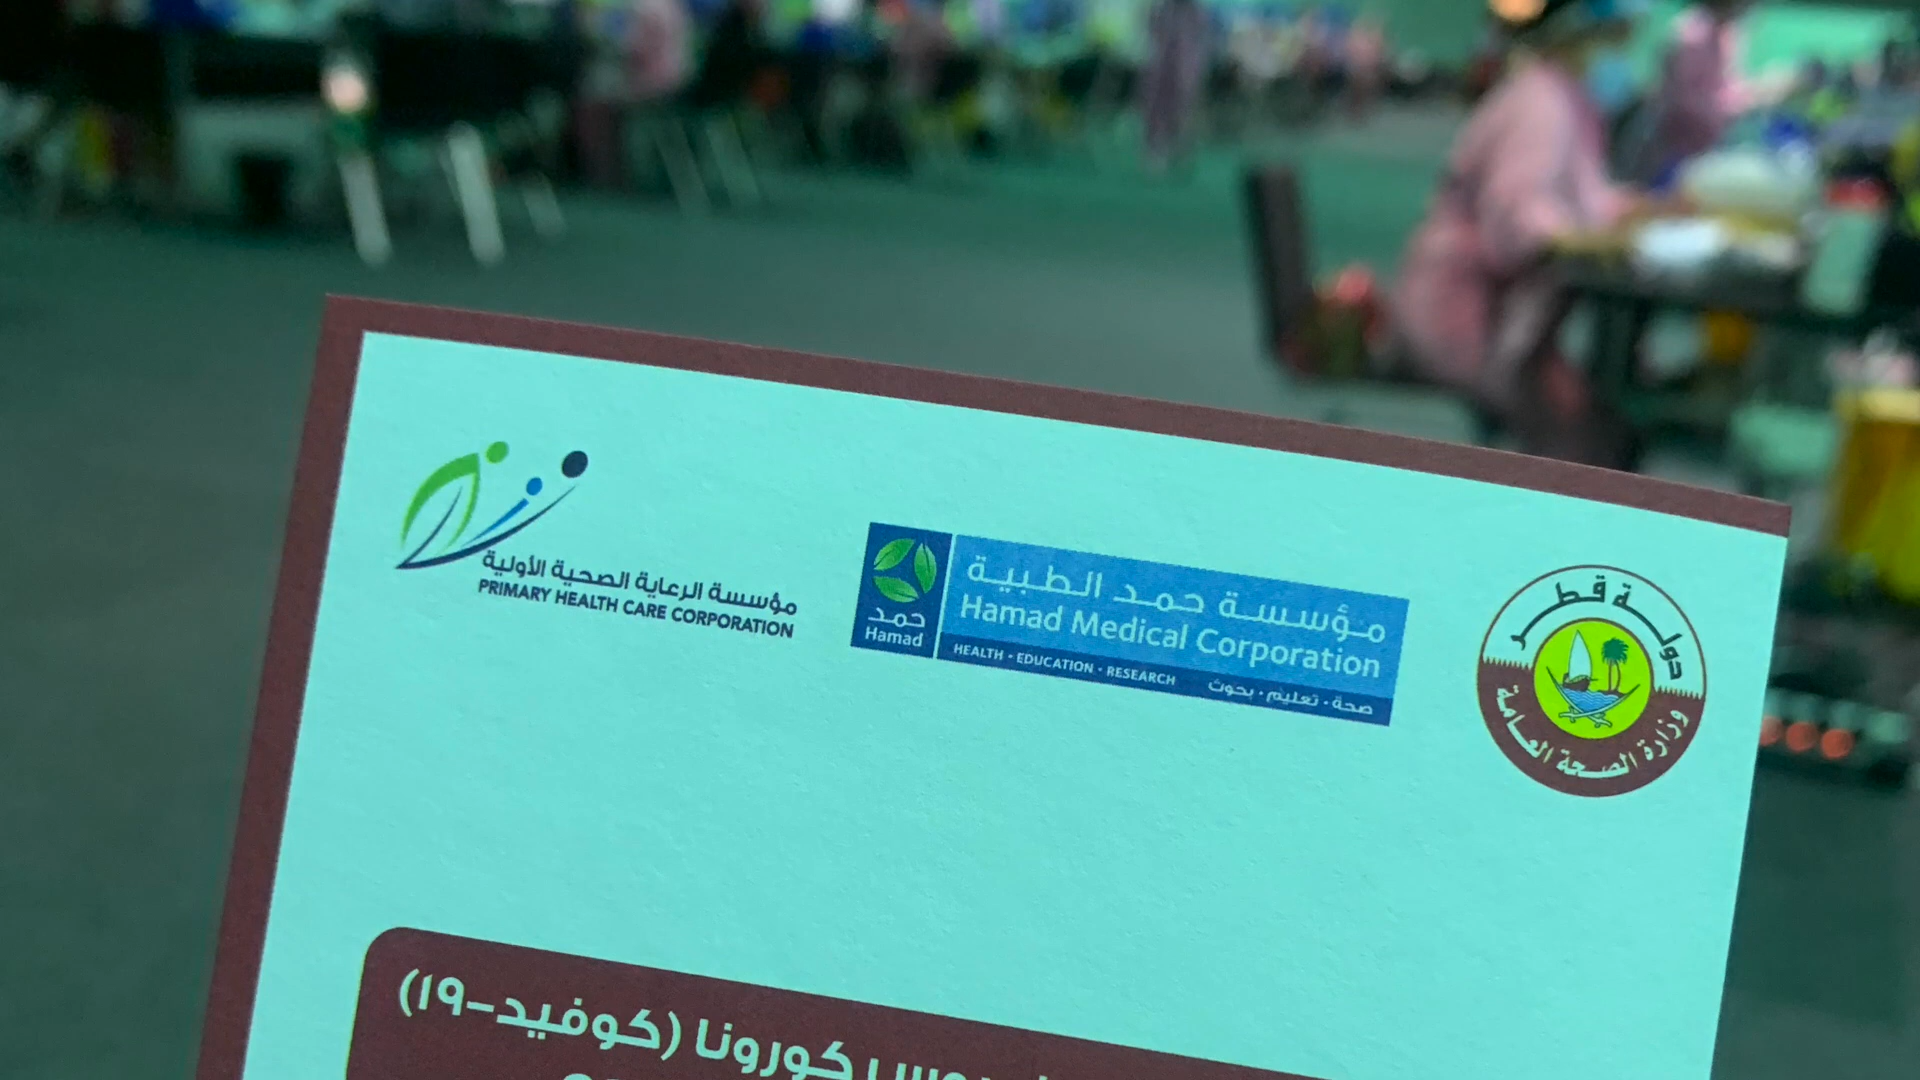 مؤسسة الرعاية الصحية الأولية
PRIMARY HEALTH CARE CORPORATION
حمد
Hamad
مؤسسة حمد الطبية
Hamad Medical Corporation
HEALTH • EDUCATION • RESEARCH
صحة • تعليم • بحوث
دولة قطر
وزارة الصحة العامة
كورونا (كوفيد-١٩)